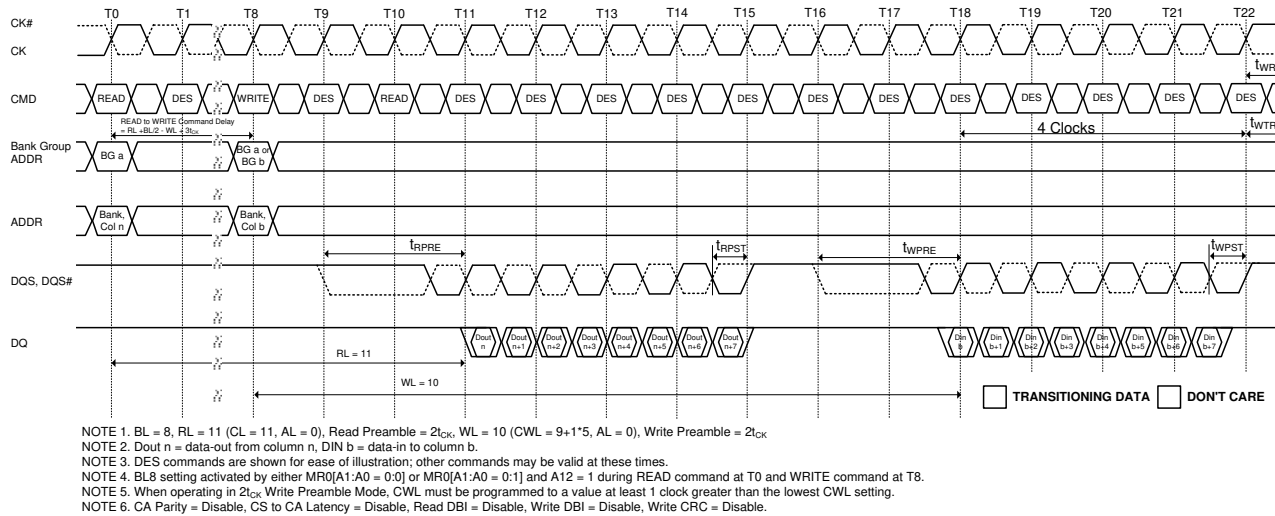 T0 T1 T8 T9 T10 T11 T12 T13 T14 T15 T16 T17 T18 T19 T20 T21 T22
CK#
CK
tWR
CMD READ DES WRITE DES READ DES DES DES DES DES DES DES DES DES DES DES DES
READ to WRITE Command Delay
= RL +BL/2 - WL + 3tCK
4 Clocks
tWTR
Bank Group
ADDR
BG a
BG a or
BG b
ADDR
Bank,
Col n
Bank,
Col b
tRPRE tRPST tWPRE tWPST
DQS, DQS#
DQ
Dout n Dout n+1 Dout n+2 Dout n+3 Dout n+4 Dout n+5 Dout n+6 Dout n+7 Din b Din b+1 Din b+2 Din b+3 Din b+4 Din b+5 Din b+6 Din b+7
RL = 11
WL = 10
TRANSITIONING DATA DON'T CARE
NOTE 1. BL = 8, RL = 11 (CL = 11, AL = 0), Read Preamble = 2tCK, WL = 10 (CWL = 9+1*5, AL = 0), Write Preamble = 2tCK
NOTE 2. Dout n = data-out from column n, DIN b = data-in to column b.
NOTE 3. DES commands are shown for ease of illustration; other commands may be valid at these times.
NOTE 4. BL8 setting activated by either MR0[A1:A0 = 0:0] or MR0[A1:A0 = 0:1] and A12 = 1 during READ command at T0 and WRITE command at T8.
NOTE 5. When operating in 2tCK Write Preamble Mode, CWL must be programmed to a value at least 1 clock greater than the lowest CWL setting.
NOTE 6. CA Parity = Disable, CS to CA Latency = Disable, Read DBI = Disable, Write DBI = Disable, Write CRC = Disable.